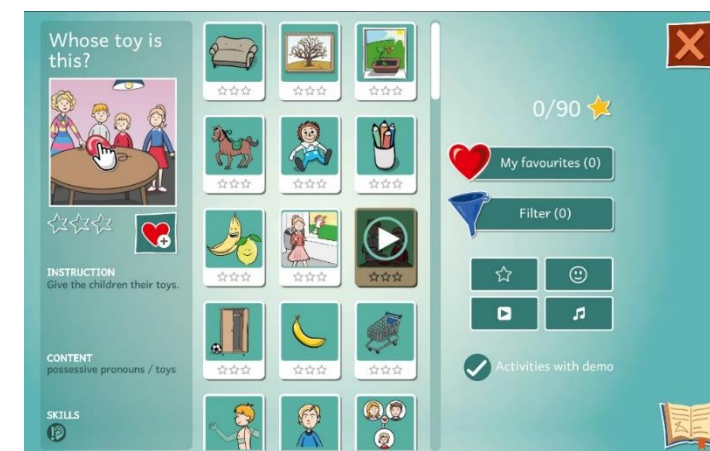 Whose toy is
this?
INSTRUCTION
Give the children their toys.
CONTENT
possessive pronouns / toys
SKILLS
0/90
My favourites (0)
Filter (0)
Activities with demo